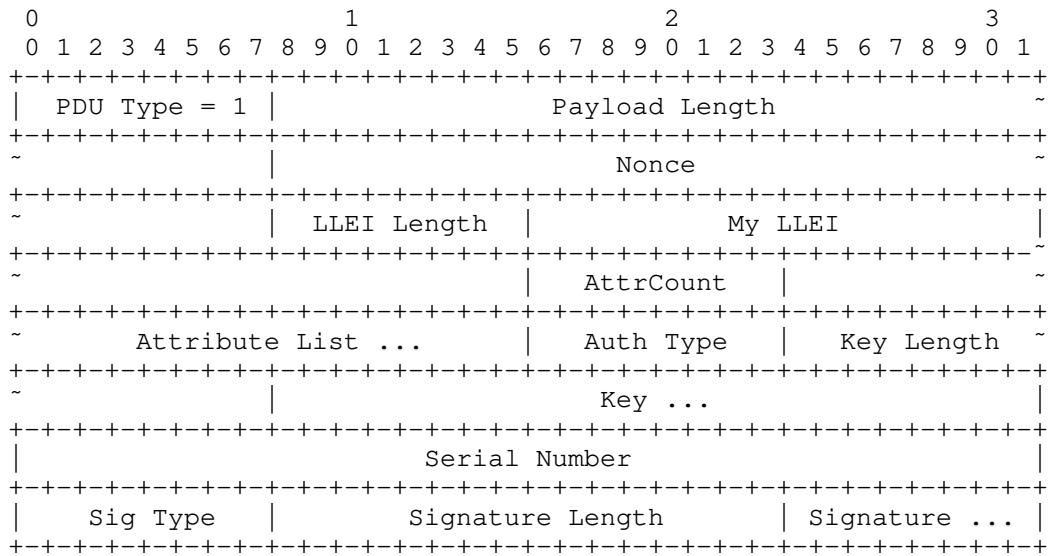 0                   1                   2                   3
 0 1 2 3 4 5 6 7 8 9 0 1 2 3 4 5 6 7 8 9 0 1 2 3 4 5 6 7 8 9 0 1
+-+-+-+-+-+-+-+-+-+-+-+-+-+-+-+-+-+-+-+-+-+-+-+-+-+-+-+-+-+-+-+-+
|  PDU Type = 1 |                 Payload Length                ~
+-+-+-+-+-+-+-+-+-+-+-+-+-+-+-+-+-+-+-+-+-+-+-+-+-+-+-+-+-+-+-+-+
~               |                     Nonce                     ~
+-+-+-+-+-+-+-+-+-+-+-+-+-+-+-+-+-+-+-+-+-+-+-+-+-+-+-+-+-+-+-+-+
~               |  LLEI Length  |            My LLEI            |
+-+-+-+-+-+-+-+-+-+-+-+-+-+-+-+-+-+-+-+-+-+-+-+-+-+-+-+-+-+-+-+-~
~                               |   AttrCount   |               ~
+-+-+-+-+-+-+-+-+-+-+-+-+-+-+-+-+-+-+-+-+-+-+-+-+-+-+-+-+-+-+-+-+
~       Attribute List ...      |   Auth Type   |   Key Length  ~
+-+-+-+-+-+-+-+-+-+-+-+-+-+-+-+-+-+-+-+-+-+-+-+-+-+-+-+-+-+-+-+-+
~               |                    Key ...                    |
+-+-+-+-+-+-+-+-+-+-+-+-+-+-+-+-+-+-+-+-+-+-+-+-+-+-+-+-+-+-+-+-+
|                         Serial Number                         |
+-+-+-+-+-+-+-+-+-+-+-+-+-+-+-+-+-+-+-+-+-+-+-+-+-+-+-+-+-+-+-+-+
|    Sig Type   |        Signature Length       | Signature ... |
+-+-+-+-+-+-+-+-+-+-+-+-+-+-+-+-+-+-+-+-+-+-+-+-+-+-+-+-+-+-+-+-+